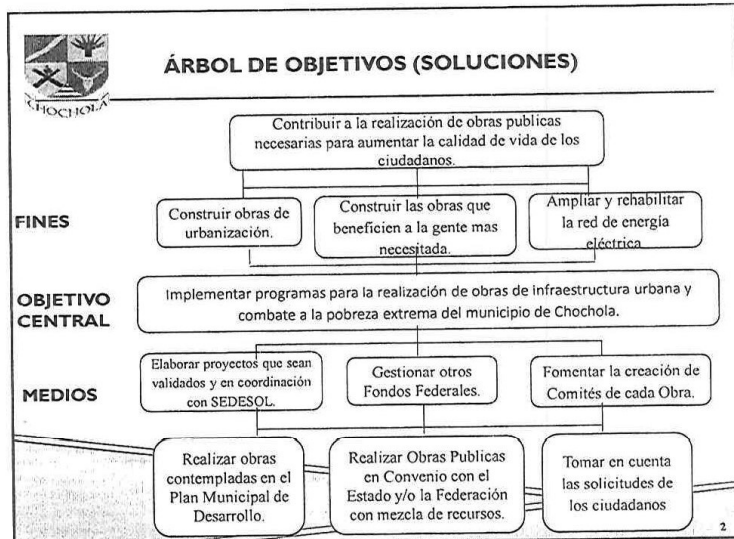 CHOCHOLÁ
ÁRBOL DE OBJETIVOS (SOLUCIONES)
Contribuir a la realización de obras publicas
necesarias para aumentar la calidad de vida de los
ciudadanos.
FINES
Construir obras de
urbanización.
Construir las obras que
beneficien a la gente mas
necesitada.
Ampliar y rehabilitar
la red de energía
eléctrica
OBJETIVO
CENTRAL
Implementar programas para la realización de obras de infraestructura urbana y
combate a la pobreza extrema del municipio de Chochola.
MEDIOS
Elaborar proyectos que sean
validados y en coordinación
con SEDESOL.
Gestionar otros
Fondos Federales.
Fomentar la creación de
Comités de cada Obra.
Realizar obras
contempladas en el
Plan Municipal de
Desarrollo.
Realizar Obras Publicas
en Convenio con el
Estado y/o la Federación
con mezcla de recursos.
Tomar en cuenta
las solicitudes de
los ciudadanos
2